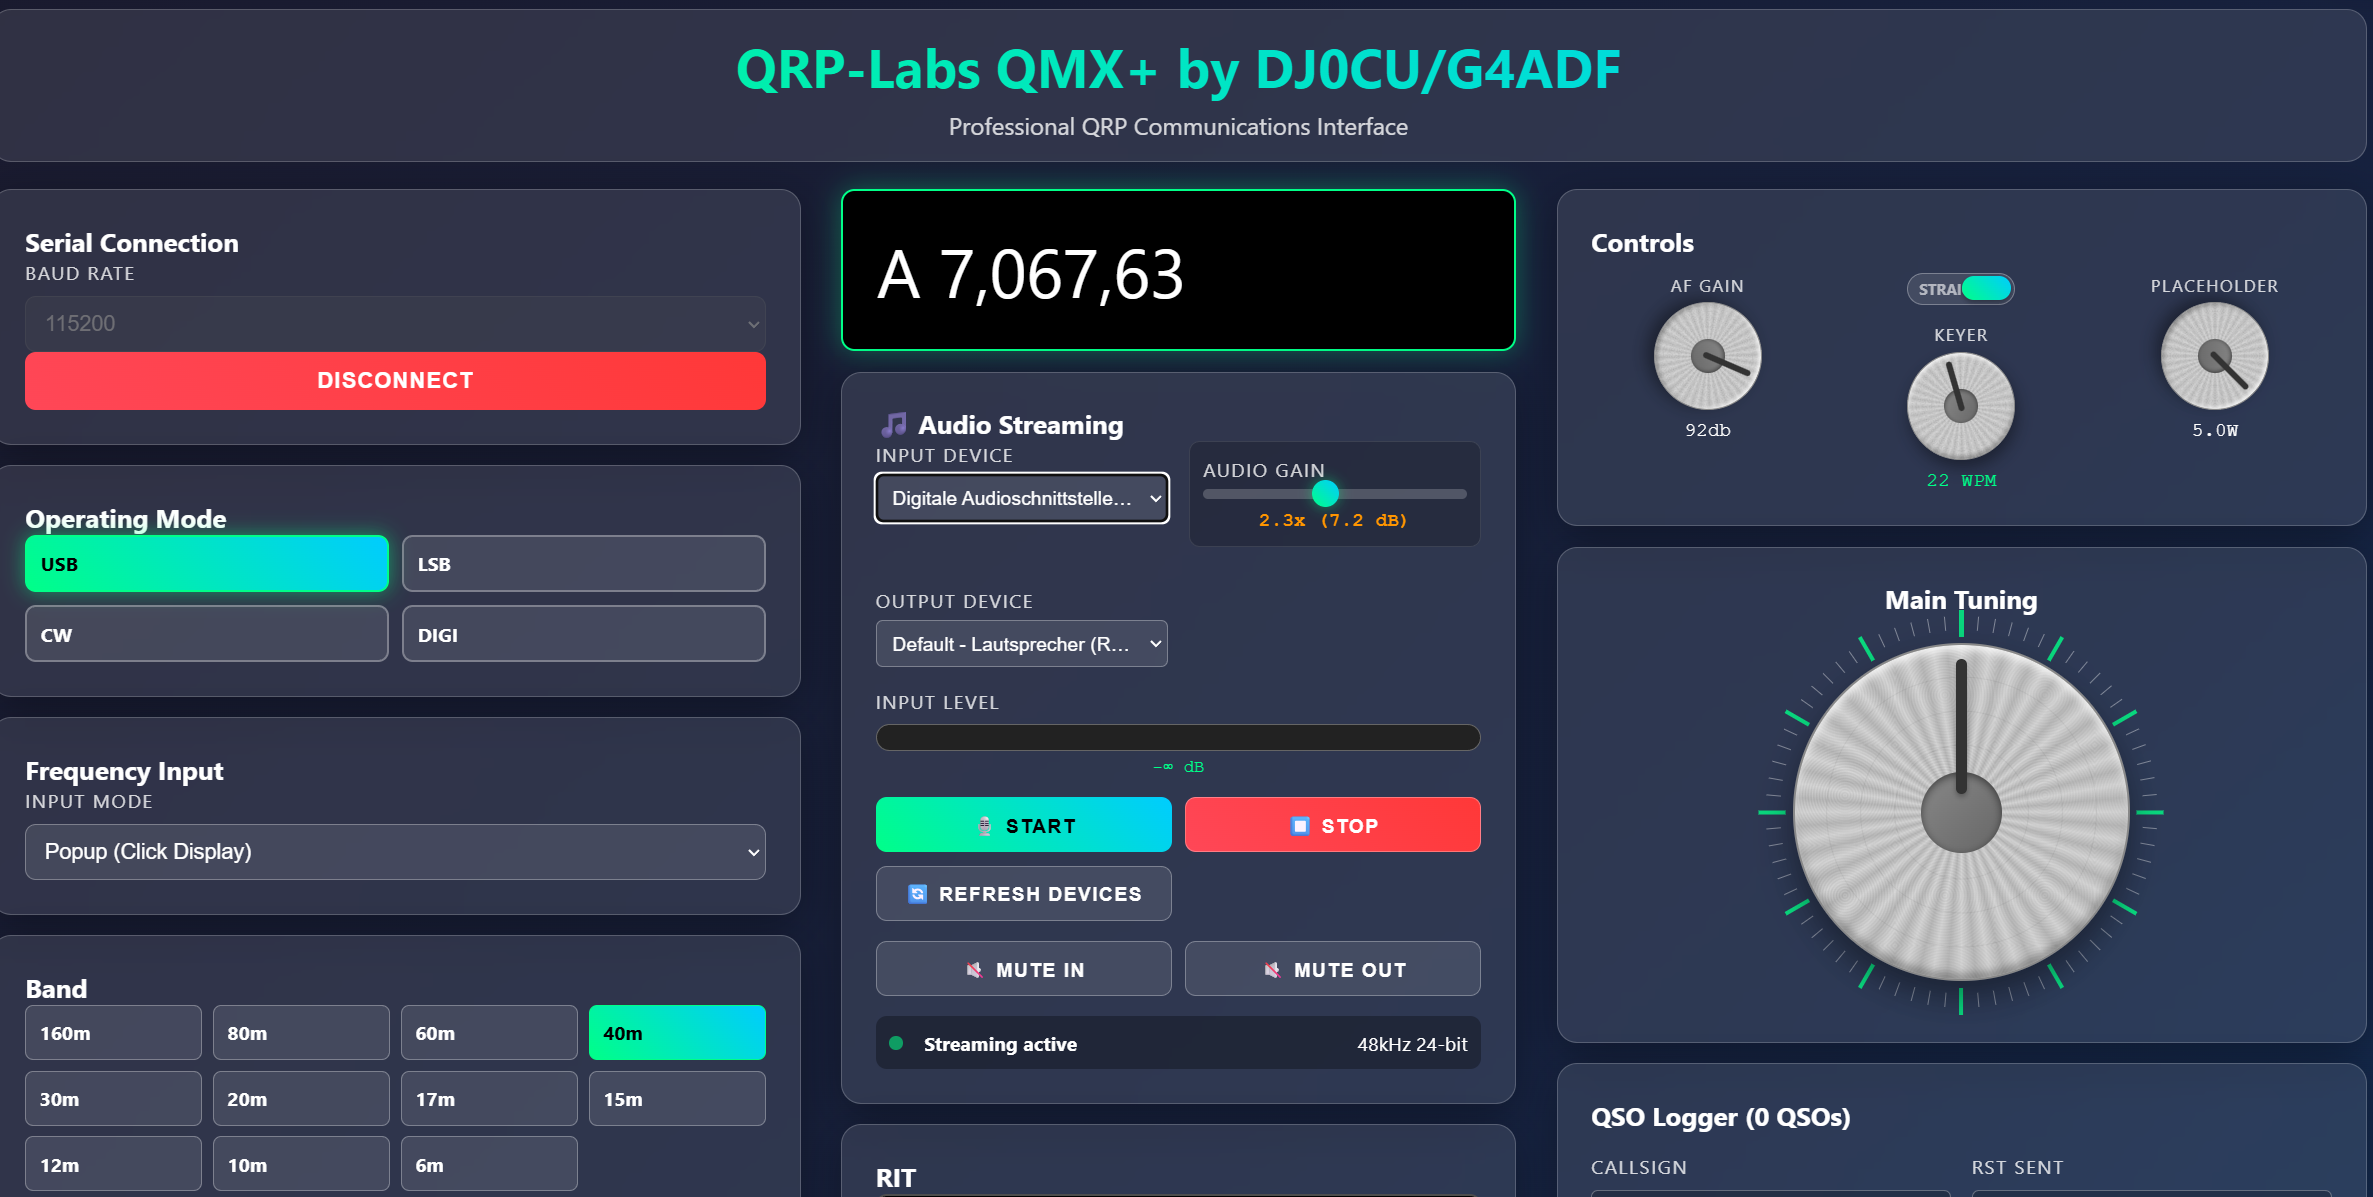 QRP-Labs QMX+ by DJ0CU/G4ADF
Professional QRP Communications Interface
Serial Connection
BAUD RATE
115200
DISCONNECT
Operating Mode
USB
LSB
CW
DIGI
Frequency Input
INPUT MODE
Popup (Click Display)
Band
160m
80m
60m
40m
30m
20m
17m
15m
12m
10m
6m
A 7,067,63
Audio Streaming
INPUT DEVICE
Digitale Audioschnittstelle...
AUDIO GAIN
2.3x (7.2 dB)
OUTPUT DEVICE
Default - Lautsprecher (R...
INPUT LEVEL
-∞ dB
START
STOP
REFRESH DEVICES
MUTE IN
MUTE OUT
Streaming active
48kHz 24-bit
RIT
Controls
AF GAIN
92db
STRAI
KEYER
22 WPM
PLACEHOLDER
5.0W
Main Tuning
QSO Logger (0 QSOs)
CALLSIGN
RST SENT